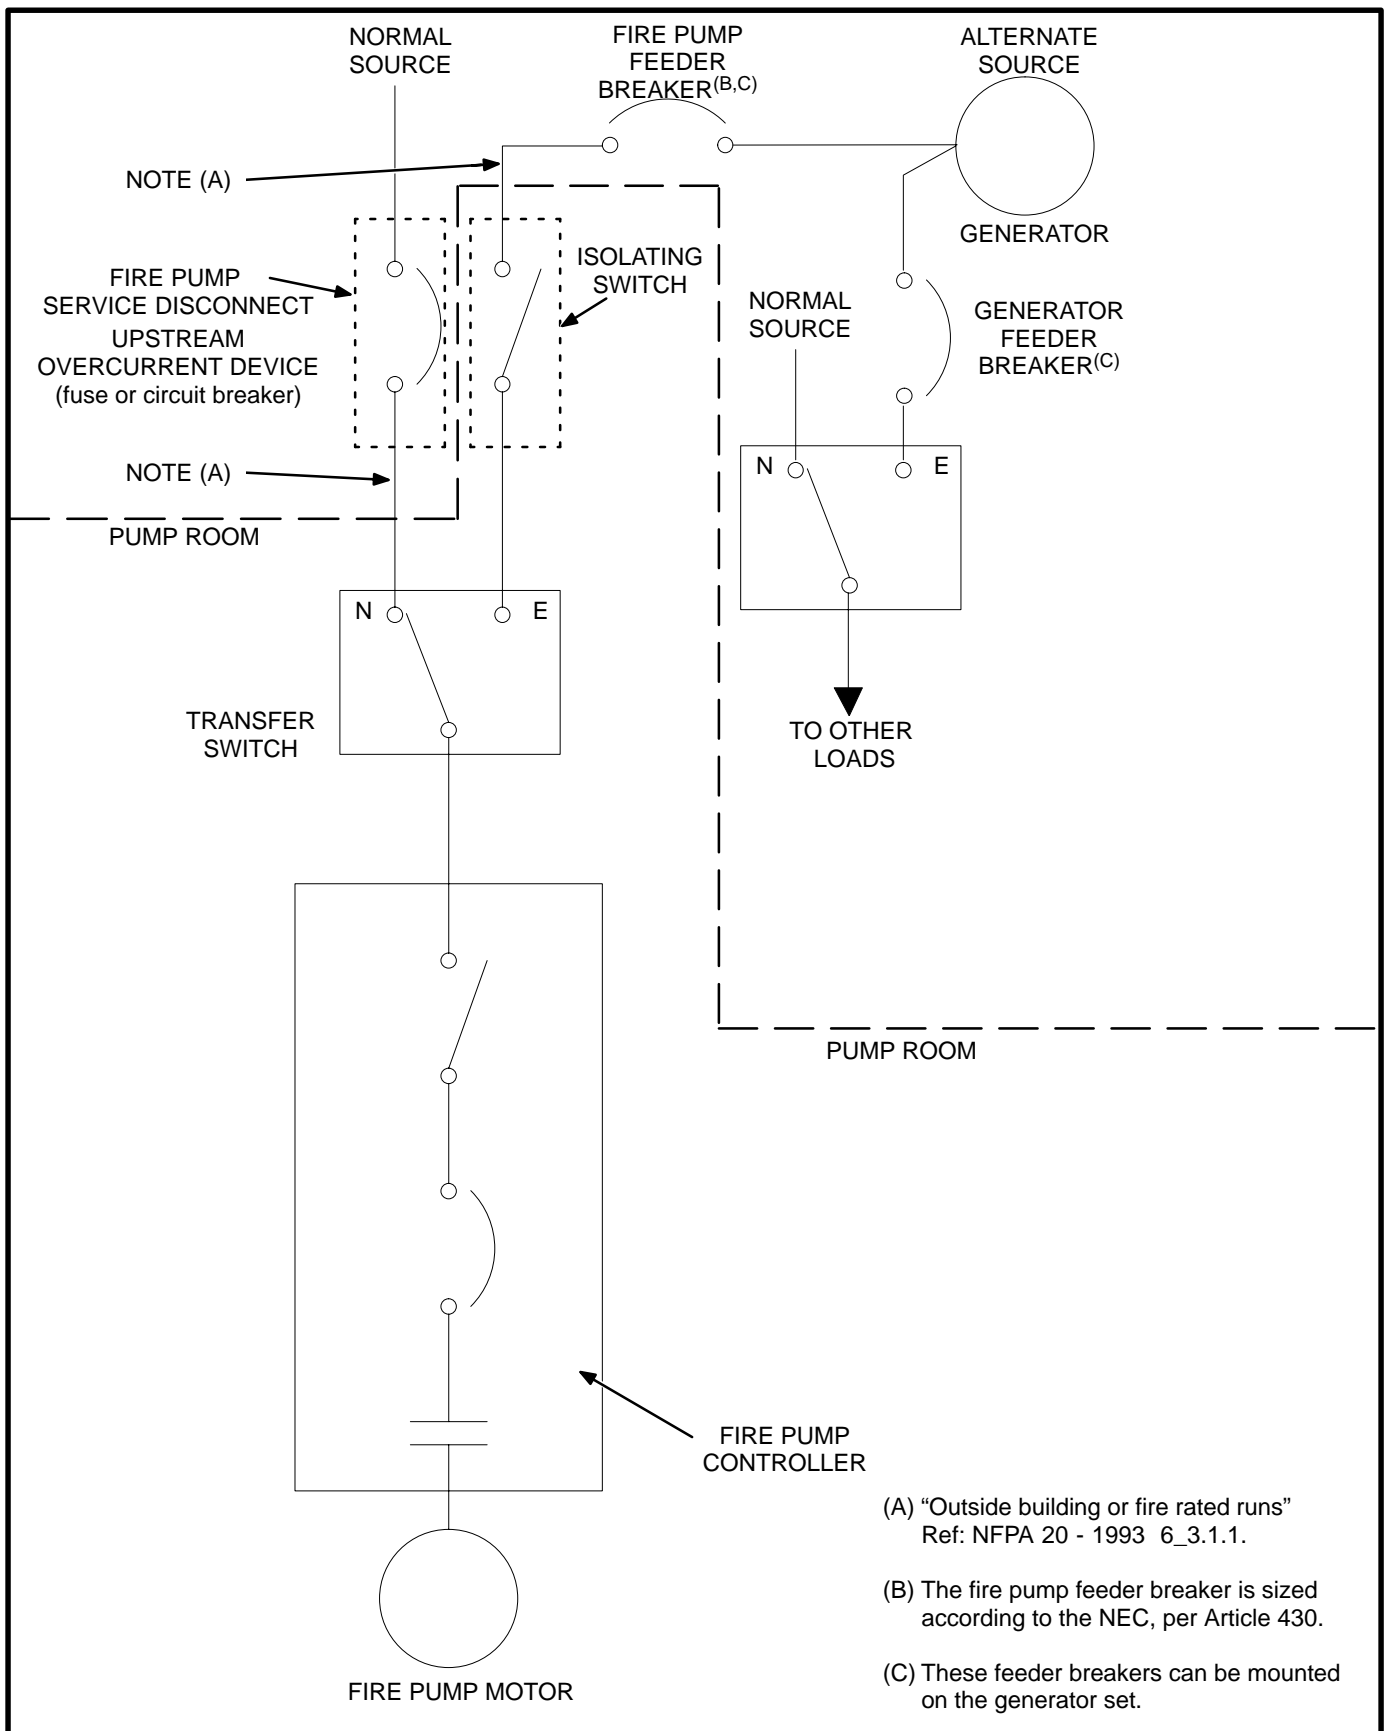 NORMAL
SOURCE
FIRE PUMP
FEEDER
BREAKER(B,C)
ALTERNATE
SOURCE
NOTE (A)
GENERATOR
FIRE PUMP
SERVICE DISCONNECT
UPSTREAM
OVERCURRENT DEVICE
(fuse or circuit breaker)
ISOLATING
SWITCH
NORMAL
SOURCE
GENERATOR
FEEDER
BREAKER(C)
NOTE (A)
N
E
PUMP ROOM
N
E
TRANSFER
SWITCH
TO OTHER
LOADS
PUMP ROOM
FIRE PUMP
CONTROLLER
(A) “Outside building or fire rated runs”
Ref: NFPA 20 - 1993 6_3.1.1.
(B) The fire pump feeder breaker is sized
according to the NEC, per Article 430.
(C) These feeder breakers can be mounted
on the generator set.
FIRE PUMP MOTOR